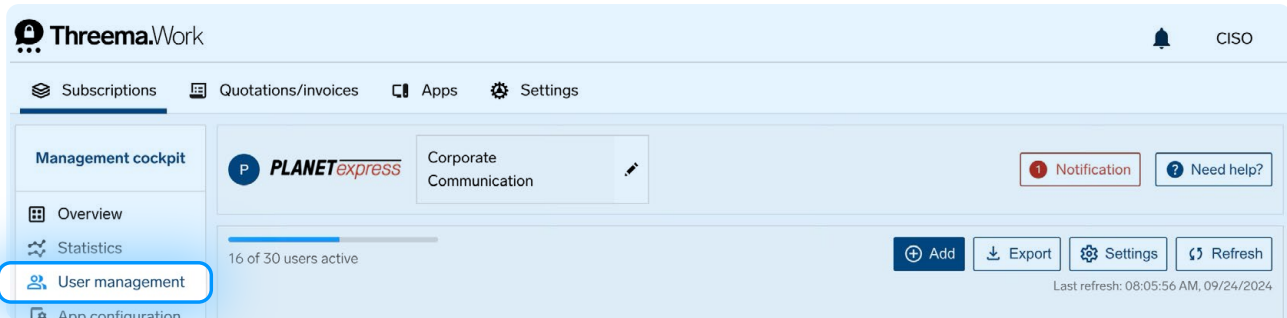 Threema.Work
CISO
Subscriptions Quotations/invoices Apps Settings
Management cockpit
P PLANETexpress
Corporate
Communication
1 Notification
? Need help?
Overview
Statistics
User management
App configuration
16 of 30 users active
Add Export Settings Refresh
Last refresh: 08:05:56 AM, 09/24/2024